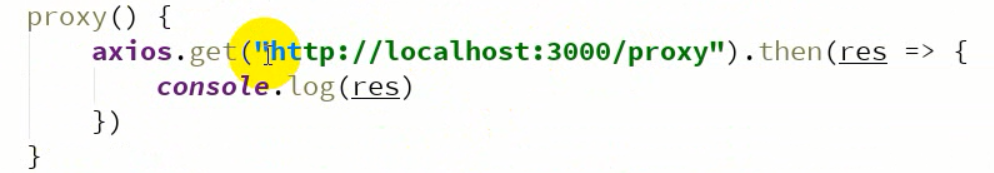 proxy() {
axios.get("http://localhost:3000/proxy").then(res => {
console.log(res)
})
}